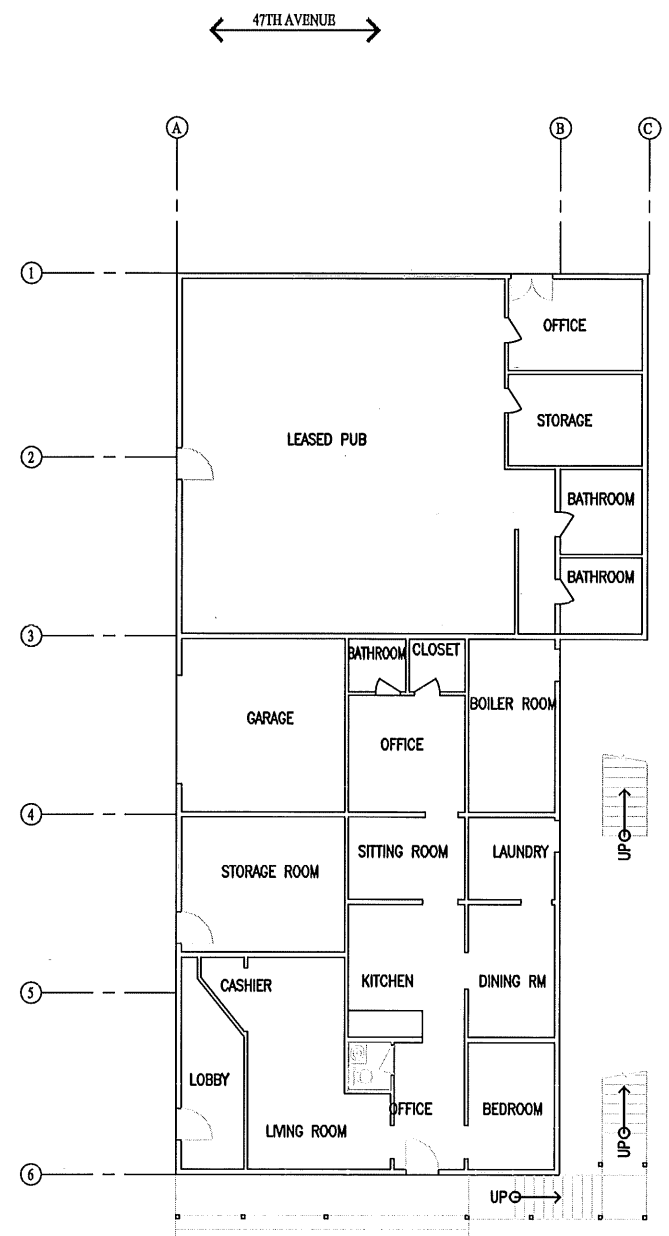 47TH AVENUE
A
B
C
1
OFFICE
STORAGE
LEASED PUB
2
BATHROOM
BATHROOM
3
BATHROOM
CLOSET
BOILER ROOM
GARAGE
OFFICE
4
UP
SITTING ROOM
LAUNDRY
STORAGE ROOM
CASHIER
KITCHEN
DINING RM
5
LOBBY
OFFICE
BEDROOM
LIVING ROOM
UP
6
UP